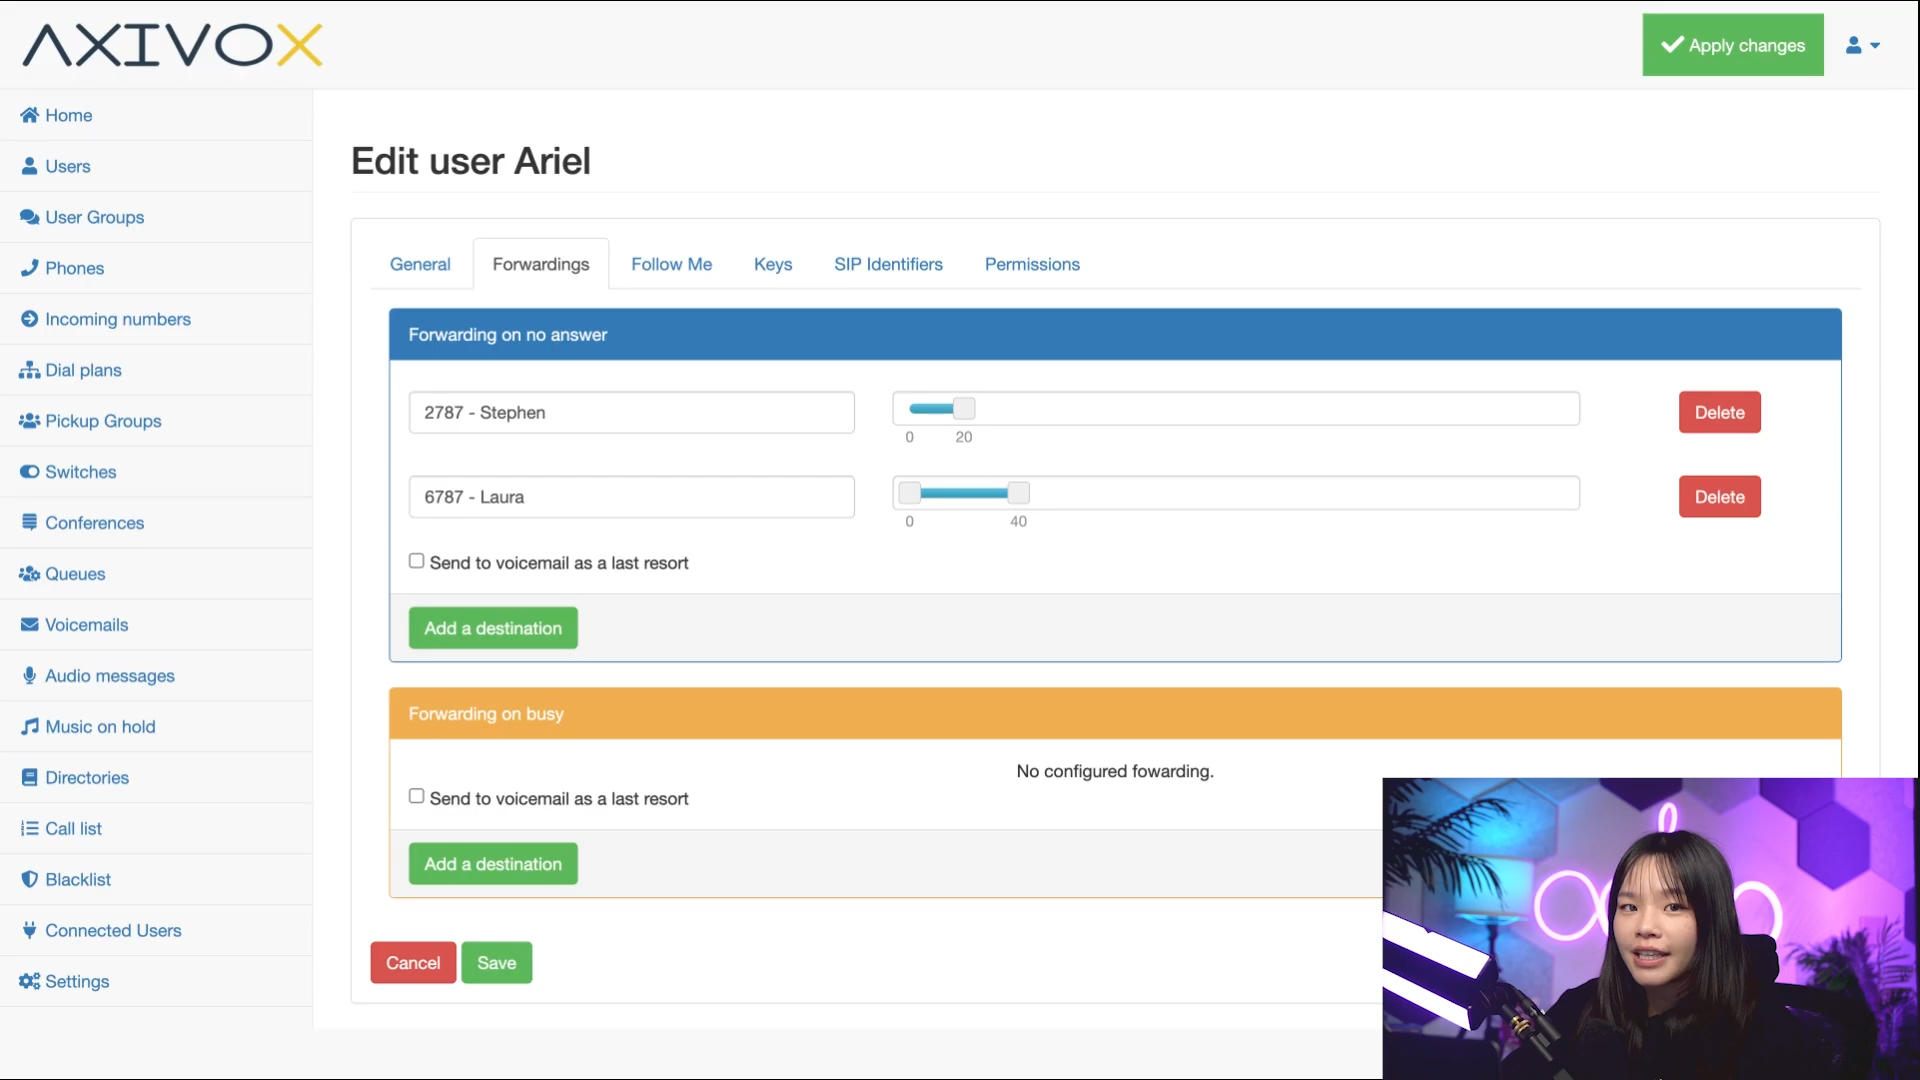 AXIVOX
Apply changes
Home
Users
User Groups
Phones
Incoming numbers
Dial plans
Pickup Groups
Switches
Conferences
Queues
Voicemails
Audio messages
Music on hold
Directories
Call list
Blacklist
Connected Users
Settings
Edit user Ariel
General Forwardings Follow Me Keys SIP Identifiers Permissions
Forwarding on no answer
2787 - Stephen
0 20
Delete
6787 - Laura
0 40
Delete
Send to voicemail as a last resort
Add a destination
Forwarding on busy
No configured fowarding.
Send to voicemail as a last resort
Add a destination
Cancel Save